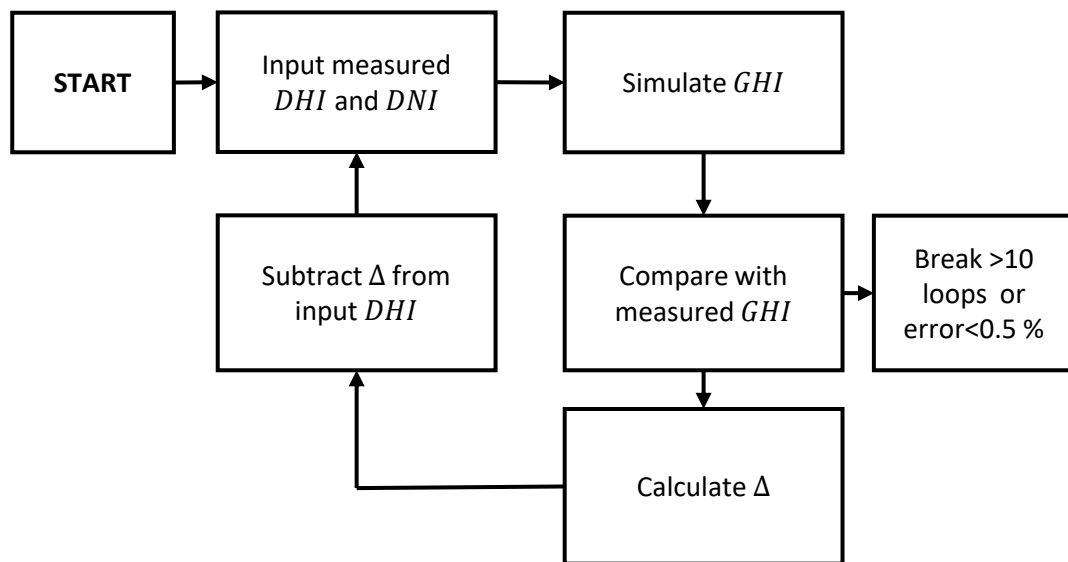 START
Input measured
DHI and DNI
Simulate GHI
Subtract Δ from
input DHI
Compare with
measured GHI
Break >10
loops or
error<0.5 %
Calculate Δ